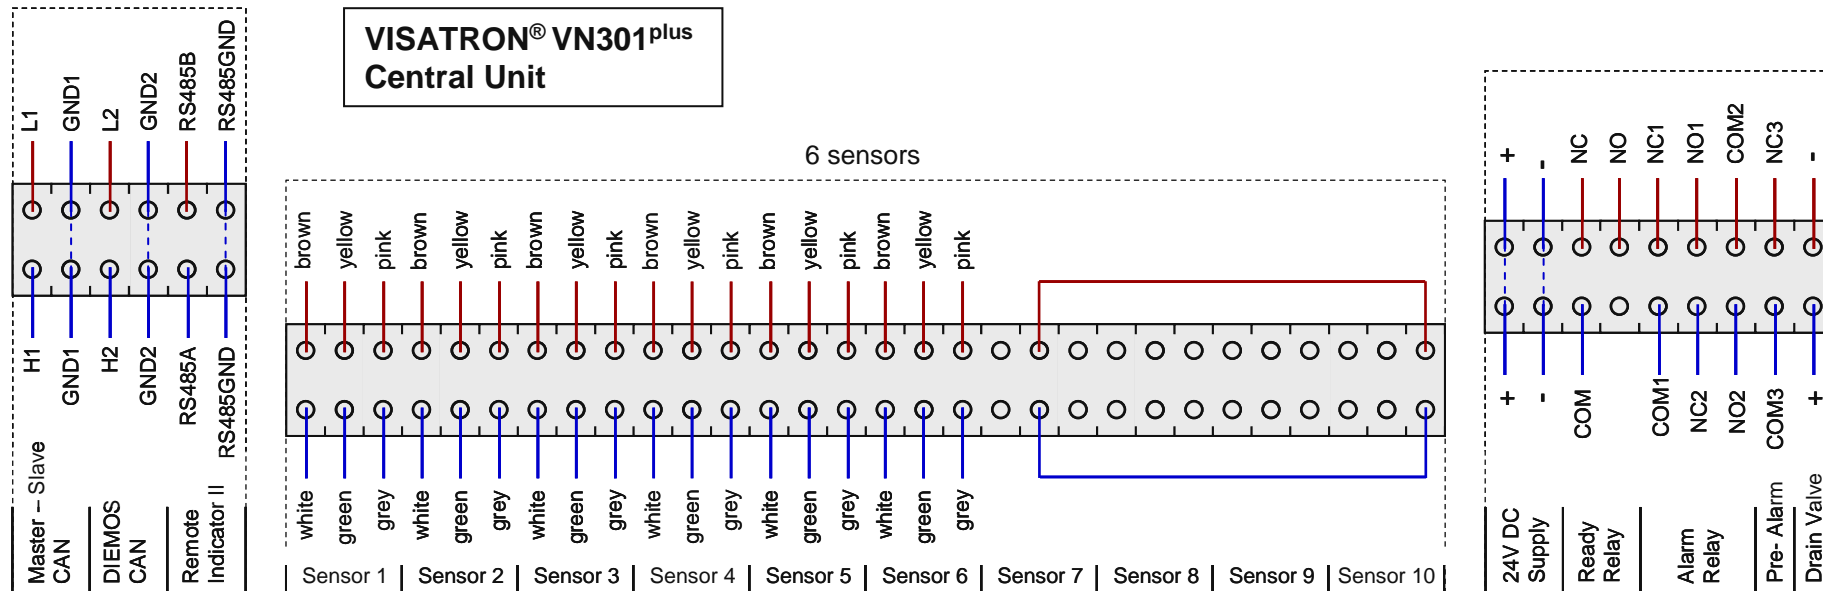 VISATRON® VN301plus
Central Unit
L1 GND1 L2 GND2 RS485B RS485GND
H1 GND1 H2 GND2 RS485A RS485GND
Master – Slave
CAN
DIEMOS
CAN
Remote
Indicator II
6 sensors
brown yellow pink brown yellow pink brown yellow pink brown yellow pink brown yellow pink brown yellow pink
white green grey white green grey white green grey white green grey white green grey white green grey
Sensor 1 Sensor 2 Sensor 3 Sensor 4 Sensor 5 Sensor 6 Sensor 7 Sensor 8 Sensor 9 Sensor 10
+ - NC NO NC1 NO1 COM2 NC3 -
+ - COM COM1 NC2 NO2 COM3 +
24V DC
Supply
Ready
Relay
Alarm
Relay
Pre- Alarm
Drain Valve